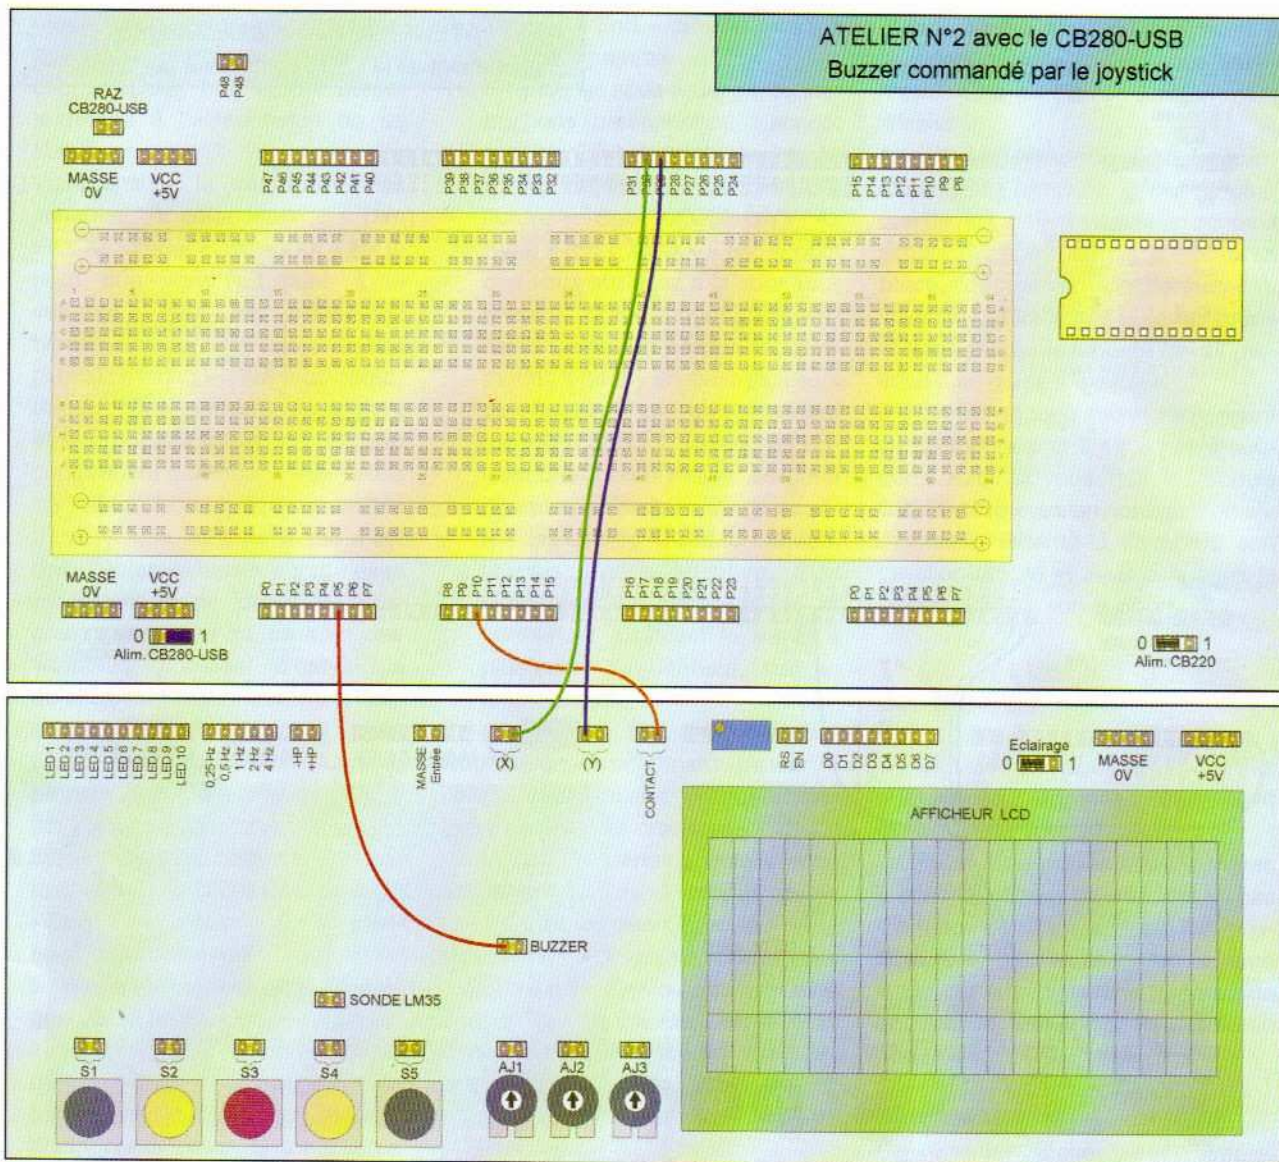 ATELIER N°2 avec le CB280-USB
Buzzer commandé par le joystick
P48
P48
RAZ
CB280-USB
MASSE
0V
VCC
+5V
P47
P46
P45
P44
P43
P42
P41
P40
P39
P38
P37
P36
P35
P34
P33
P32
P31
P28
P27
P26
P25
P24
P15
P14
P13
P12
P11
P10
P9
P8
MASSE
0V
VCC
+5V
0 1
Alim. CB280-USB
P0
P1
P2
P3
P4
P5
P6
P7
P8
P9
P10
P11
P12
P13
P14
P15
P16
P17
P18
P19
P20
P21
P22
P23
P0
P1
P2
P3
P4
P5
P6
P7
0 1
Alim. CB220
LED 1
LED 2
LED 3
LED 4
LED 5
LED 6
LED 7
LED 8
LED 9
LED 10
0,25 Hz
0,5 Hz
1 Hz
2 Hz
4 Hz
-HP
+HP
MASSE
Entrée
(X)
(Y)
CONTACT
RS
EN
D0
D1
D2
D3
D4
D5
D6
D7
Eclairage
0 1
MASSE
0V
VCC
+5V
AFFICHEUR LCD
BUZZER
SONDE LM35
S1
S2
S3
S4
S5
AJ1
AJ2
AJ3